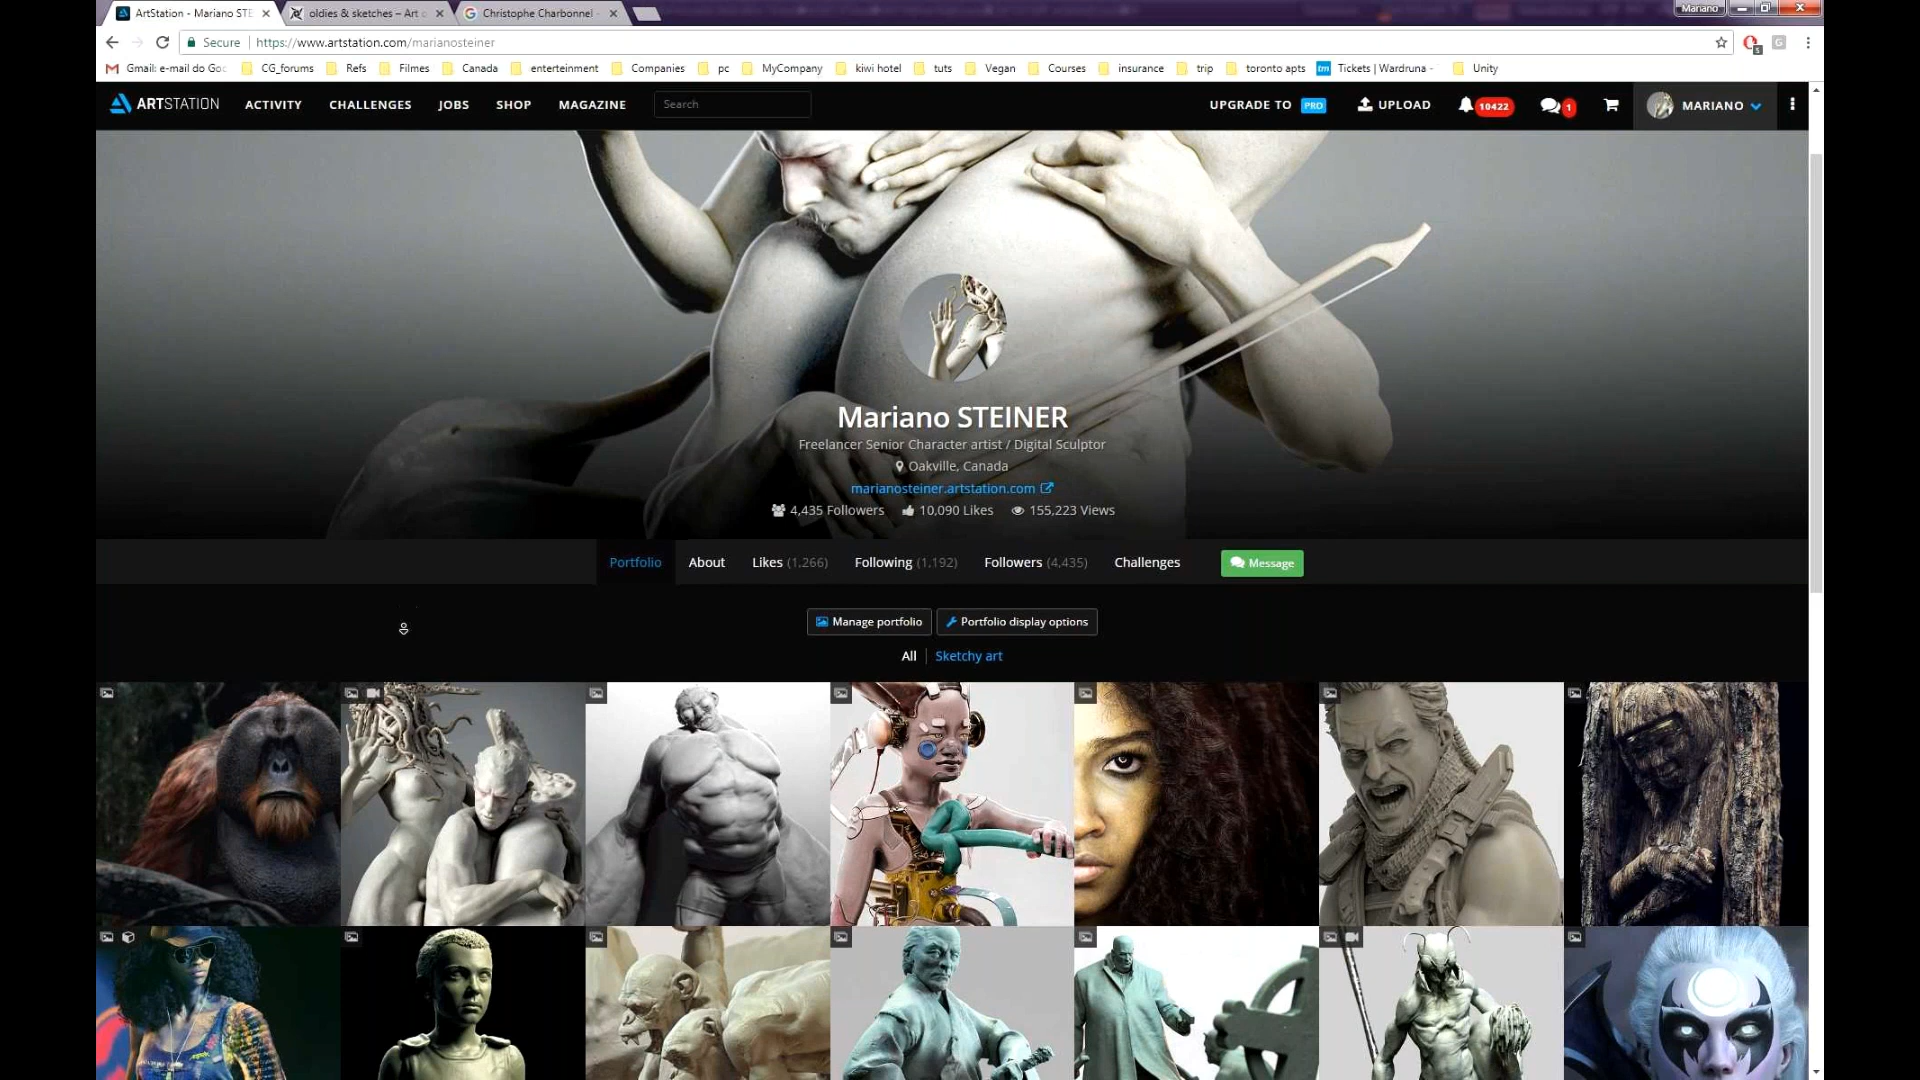 ArtStation - Mariano STE
oldies & sketches – Art o
Christophe Charbonnel -
Mariano
Secure
https://www.artstation.com/marianosteiner
Gmail: e-mail do Goo
CG_forums
Refs
Filmes
Canada
enterteinment
Companies
pc
MyCompany
kiwi hotel
tuts
Vegan
Courses
insurance
trip
toronto apts
tm Tickets | Wardruna -
Unity
ARTSTATION
ACTIVITY
CHALLENGES
JOBS
SHOP
MAGAZINE
Search
UPGRADE TO PRO
UPLOAD
10422
1
MARIANO
Mariano STEINER
Freelancer Senior Character artist / Digital Sculptor
Oakville, Canada
marianosteiner.artstation.com
4,435 Followers 10,090 Likes 155,223 Views
Portfolio
About
Likes (1,266)
Following (1,192)
Followers (4,435)
Challenges
Message
Manage portfolio
Portfolio display options
All
Sketchy art